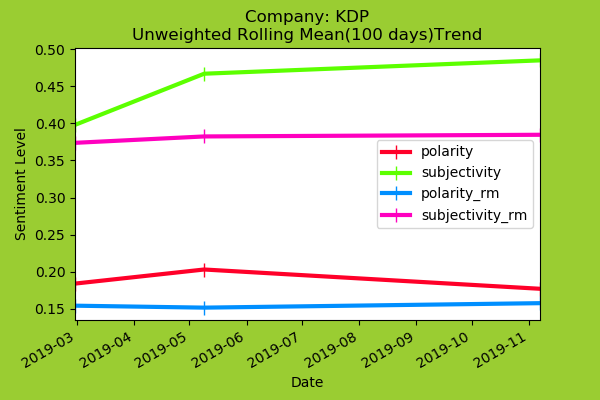 Company: KDP
Unweighted Rolling Mean(100 days)Trend
Sentiment Level
0.50
0.45
0.40
0.35
0.30
0.25
0.20
0.15
polarity
subjectivity
polarity_rm
subjectivity_rm
2019-03
2019-04
2019-05
2019-06
2019-07
2019-08
2019-09
2019-10
2019-11
Date